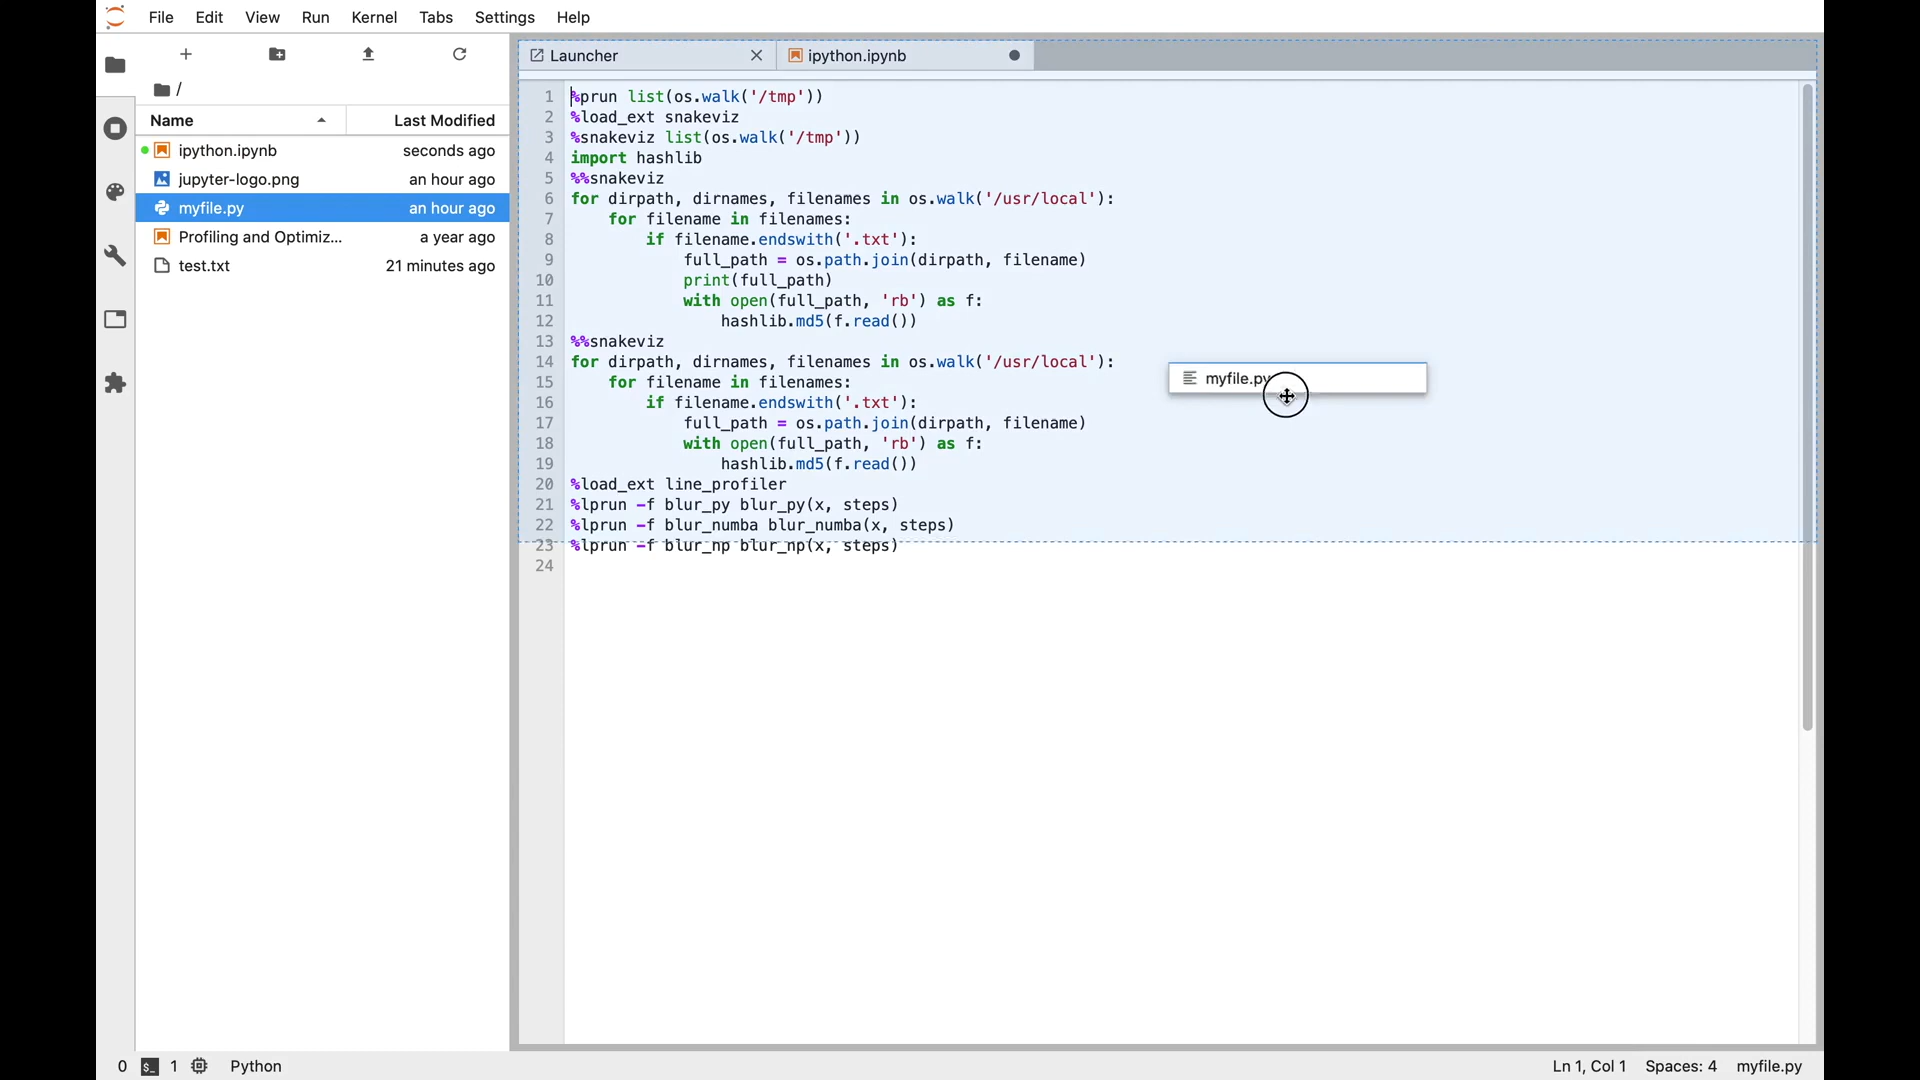 File Edit View Run Kernel Tabs Settings Help
Launcher ipython.ipynb
/
Name Last Modified
ipython.ipynb seconds ago
jupyter-logo.png an hour ago
myfile.py an hour ago
Profiling and Optimiz... a year ago
test.txt 21 minutes ago
1 %prun list(os.walk('/tmp'))
2 %load_ext snakeviz
3 %snakeviz list(os.walk('/tmp'))
4 import hashlib
5 %%snakeviz
6 for dirpath, dirnames, filenames in os.walk('/usr/local'):
7     for filename in filenames:
8         if filename.endswith('.txt'):
9             full_path = os.path.join(dirpath, filename)
10             print(full_path)
11             with open(full_path, 'rb') as f:
12                 hashlib.md5(f.read())
13 %%snakeviz
14 for dirpath, dirnames, filenames in os.walk('/usr/local'):
15     for filename in filenames:
16         if filename.endswith('.txt'):
17             full_path = os.path.join(dirpath, filename)
18             with open(full_path, 'rb') as f:
19                 hashlib.md5(f.read())
20 %load_ext line_profiler
21 %lprun -f blur_py blur_py(x, steps)
22 %lprun -f blur_numba blur_numba(x, steps)
23 %lprun -f blur_np blur_np(x, steps)
24
myfile.py
0 $_ 1 Python Ln 1, Col 1 Spaces: 4 myfile.py